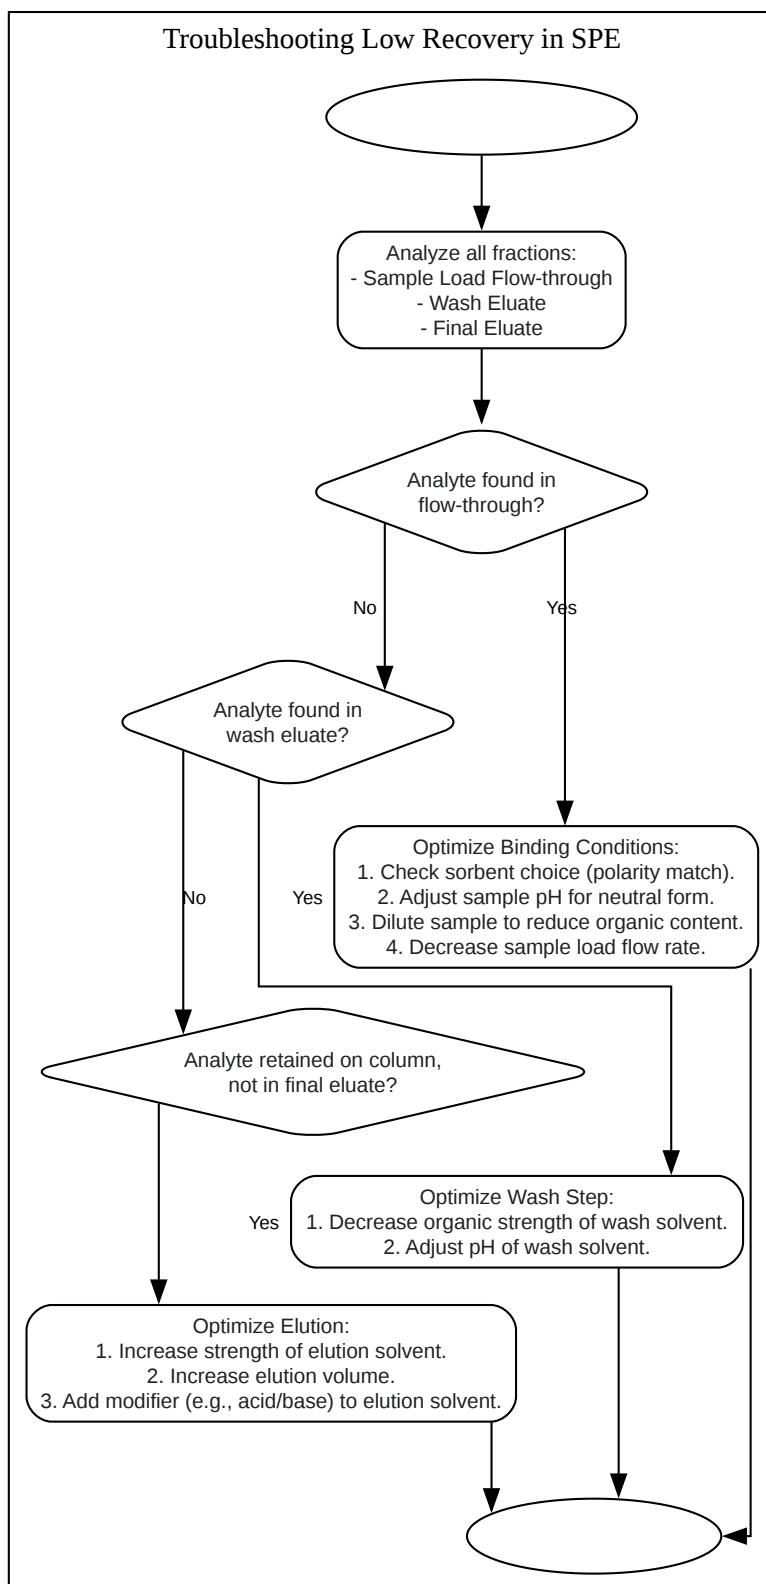 Troubleshooting Low Recovery in SPE
Analyze all fractions:
- Sample Load Flow-through
- Wash Eluate
- Final Eluate
Analyte found in
flow-through?
No
Yes
Analyte found in
wash eluate?
Optimize Binding Conditions:
1. Check sorbent choice (polarity match).
2. Adjust sample pH for neutral form.
3. Dilute sample to reduce organic content.
4. Decrease sample load flow rate.
No
Yes
Analyte retained on column,
not in final eluate?
Optimize Wash Step:
1. Decrease organic strength of wash solvent.
2. Adjust pH of wash solvent.
Yes
Optimize Elution:
1. Increase strength of elution solvent.
2. Increase elution volume.
3. Add modifier (e.g., acid/base) to elution solvent.